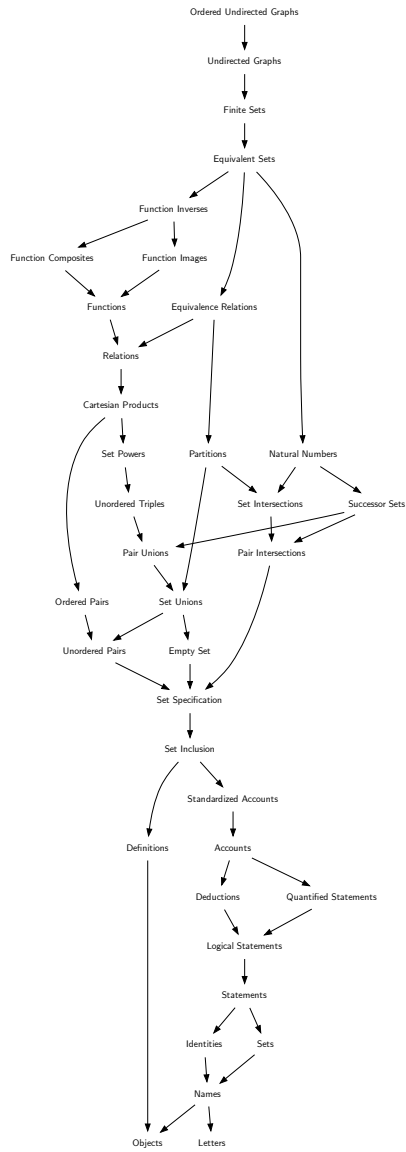 Ordered Undirected Graphs
Undirected Graphs
Finite Sets
Equivalent Sets
Function Inverses
Function Composites
Function Images
Functions
Equivalence Relations
Relations
Cartesian Products
Set Powers
Partitions
Natural Numbers
Unordered Triples
Set Intersections
Successor Sets
Pair Unions
Pair Intersections
Ordered Pairs
Set Unions
Unordered Pairs
Empty Set
Set Specification
Set Inclusion
Standardized Accounts
Definitions
Accounts
Deductions
Quantified Statements
Logical Statements
Statements
Identities
Sets
Names
Objects
Letters